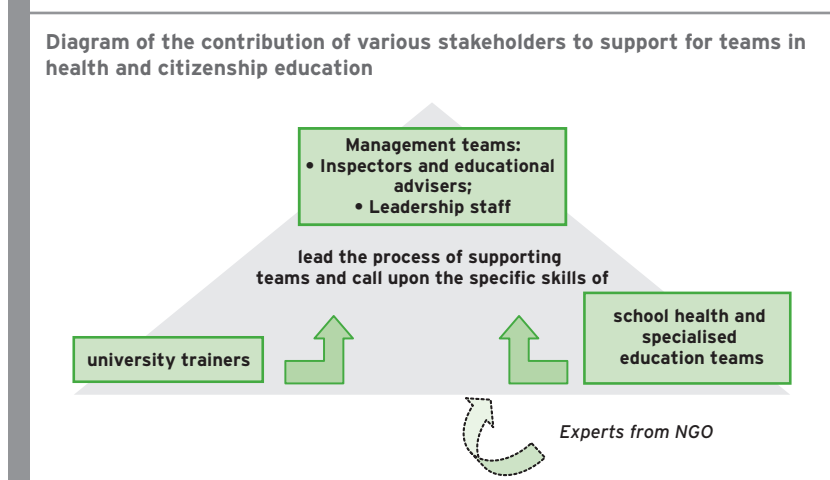 Diagram of the contribution of various stakeholders to support for teams in
health and citizenship education
Management teams:
• Inspectors and educational
advisers;
• Leadership staff
lead the process of supporting
teams and call upon the specific skills of
university trainers
school health and
specialised
education teams
Experts from NGO